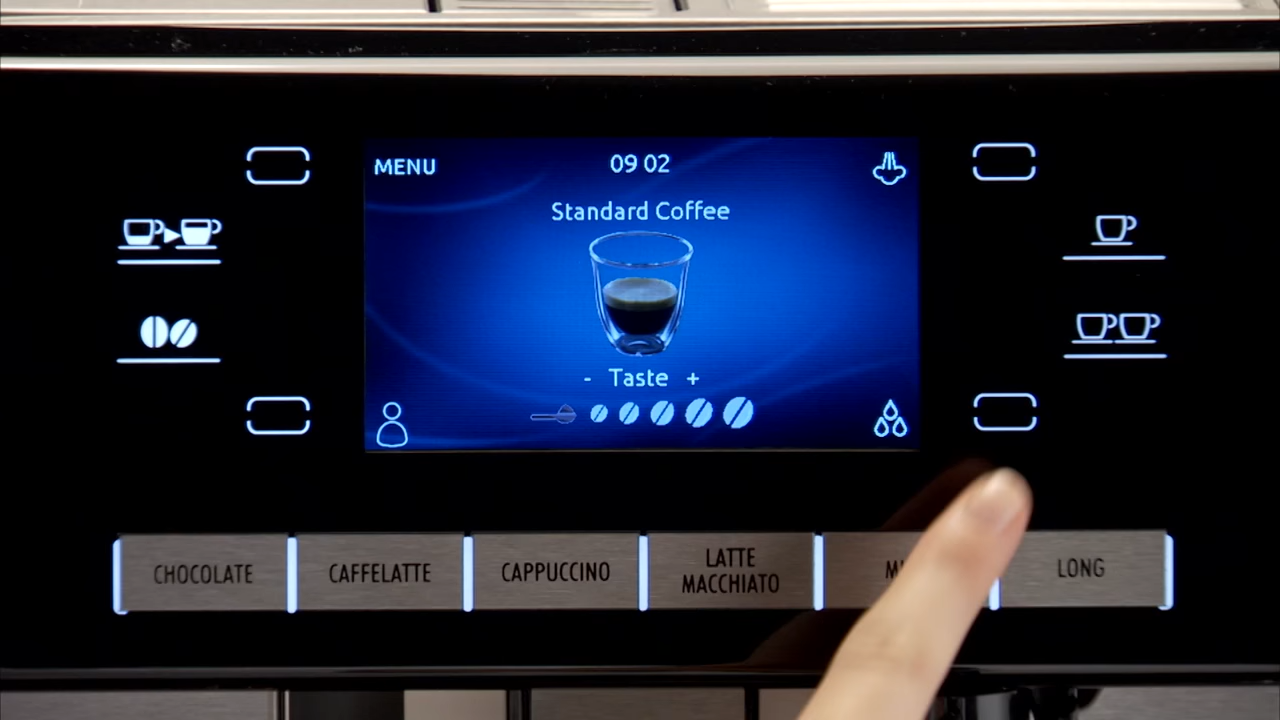 MENU
09 02
Standard Coffee
- Taste +
CHOCOLATE
CAFFELATTE
CAPPUCCINO
LATTE
MACCHIATO
LONG